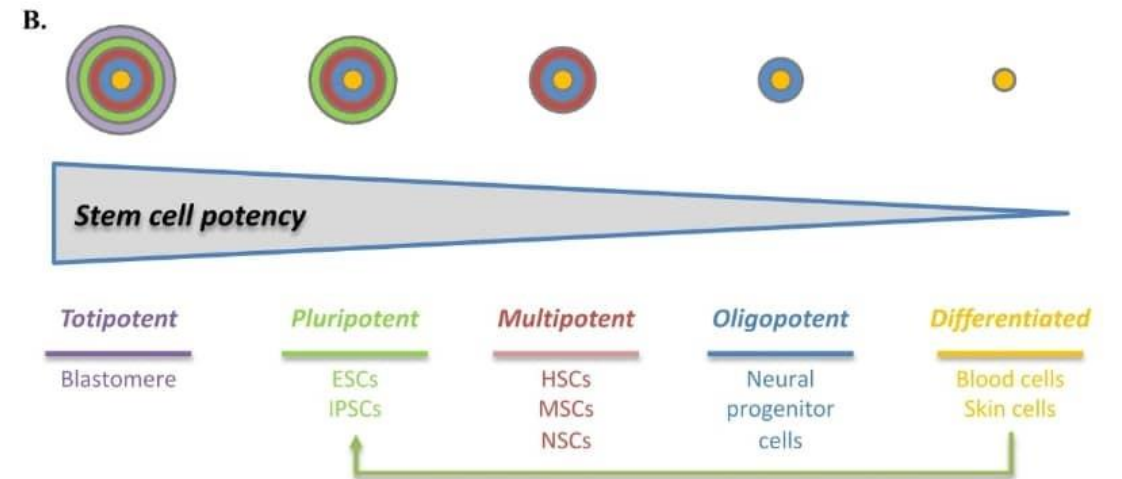 B.
Stem cell potency
Totipotent
Blastomere
Pluripotent
ESCs
IPSCs
Multipotent
HSCs
MSCs
NSCs
Oligopotent
Neural
progenitor
cells
Differentiated
Blood cells
Skin cells